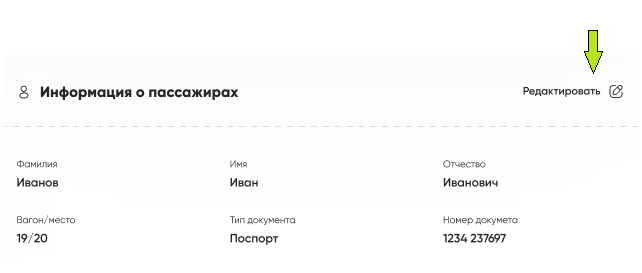 Информация о пассажирах
Редактировать
Фамилия
Имя
Отчество
Иванов
Иван
Иванович
Вагон/место
Тип документа
Номер докумета
19/20
Поспорт
1234 237697